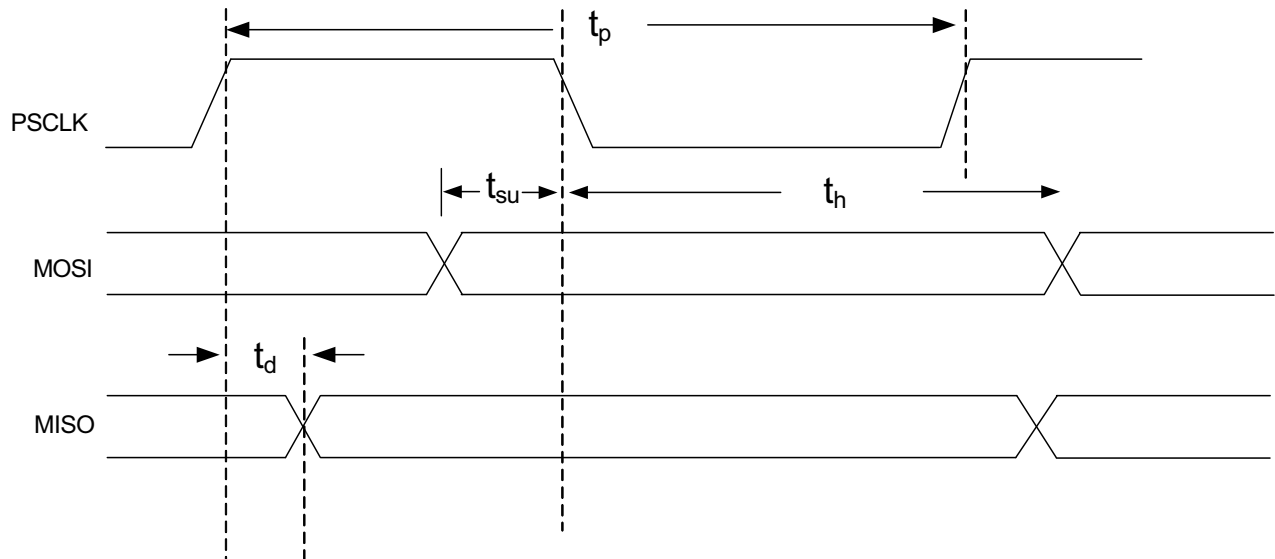 tp
PSCLK
tsu
th
MOSI
td
MISO